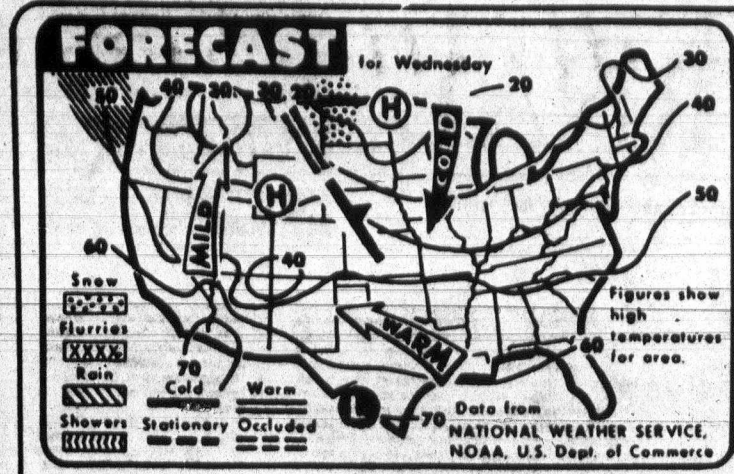 FORECAST
for Wednesday
50 40 30 30 20 H 20 30
COLD
40
H
MILD
50
60
40
Snow
Figures show
high
temperatures
for area.
Flurries
WARM
60
Rain
70
Cold Warm
Showers
Stationary Occluded
L
70
Data from
NATIONAL WEATHER SERVICE,
NOAA, U.S. Dept. of Commerce